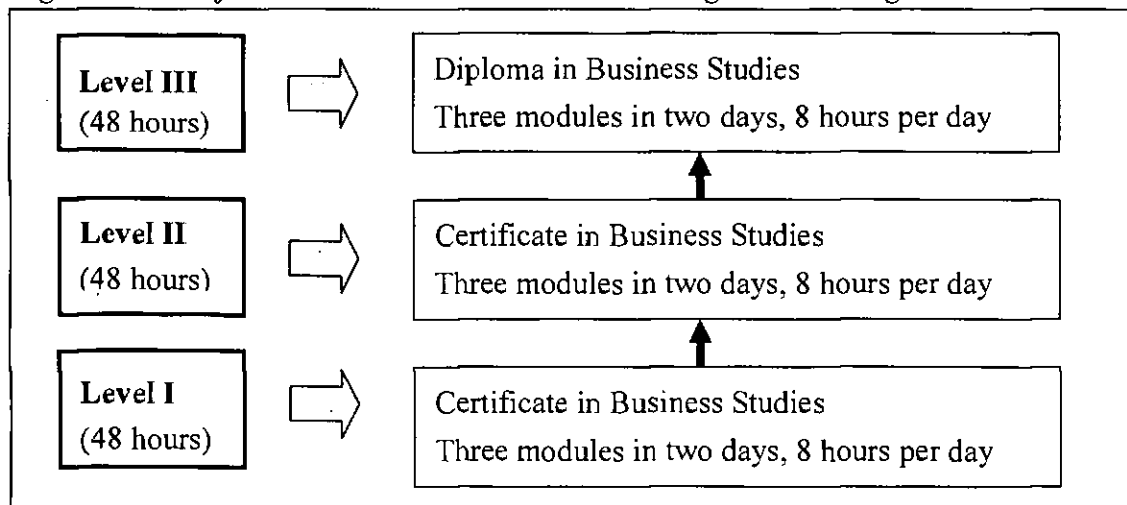 Level III
(48 hours)
Diploma in Business Studies
Three modules in two days, 8 hours per day
Level II
(48 hours)
Certificate in Business Studies
Three modules in two days, 8 hours per day
Level I
(48 hours)
Certificate in Business Studies
Three modules in two days, 8 hours per day